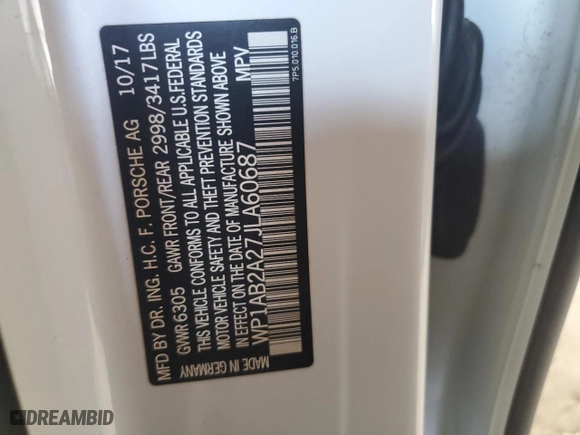 MFD BY DR. ING. H.C. F. PORSCHE AG 10/17
GVWR 6305 GAWR FRONT/REAR 2998/3417LBS
THIS VEHICLE CONFORMS TO ALL APPLICABLE U.S.FEDERAL
MOTOR VEHICLE SAFETY AND THEFT PREVENTION STANDARDS
IN EFFECT ON THE DATE OF MANUFACTURE SHOWN ABOVE
WP1AB2A27JLA60687 MPV
MADE IN GERMANY
7P5.010.016.B
DREAMBID